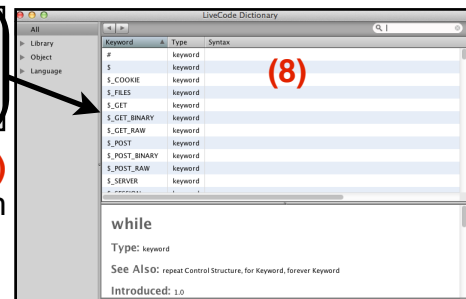 LiveCode Dictionary
All
Library
Object
Language
Keyword Type Syntax
# keyword
$ keyword
$_COOKIE keyword
$_FILES keyword
$_GET keyword
$_GET_BINARY keyword
$_GET_RAW keyword
$_POST keyword
$_POST_BINARY keyword
$_POST_RAW keyword
$_SERVER keyword
(8)
)
n
while
Type: keyword
See Also: repeat Control Structure, for Keyword, forever Keyword
Introduced: 1.0